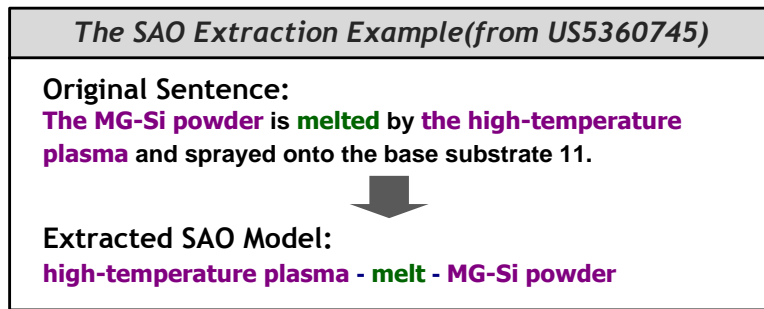 The SAO Extraction Example(from US5360745)
Original Sentence:
The MG-Si powder is melted by the high-temperature
plasma and sprayed onto the base substrate 11.
Extracted SAO Model:
high-temperature plasma - melt - MG-Si powder